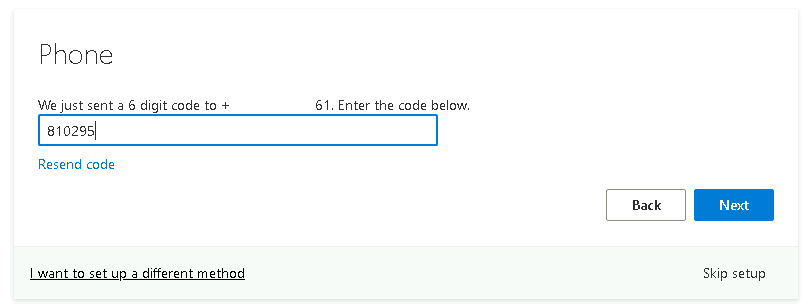 Phone
We just sent a 6 digit code to + 61. Enter the code below.
810295
Resend code
Back Next
I want to set up a different method Skip setup